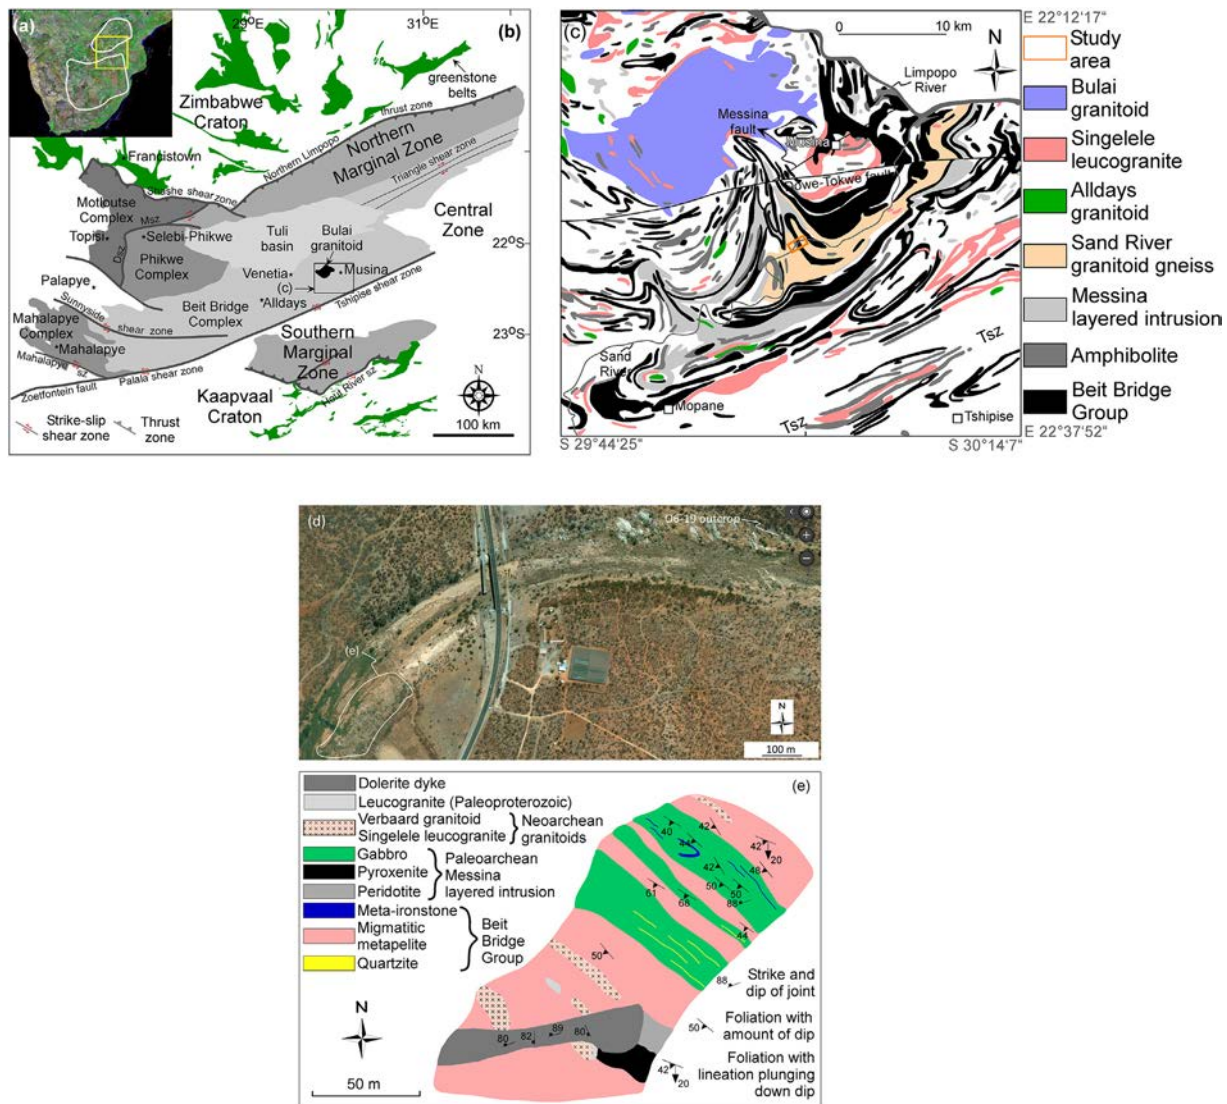 (a)
29°E
31°E
(b)
greenstone
belts
Zimbabwe
Craton
Francistown
Northern Limpopo
thrust zone
Northern
Marginal Zone
Triangle shear zone
Shashe shear zone
Motloutse
Complex
Msz
Topisi
Selebi-Phikwe
Dsz
Phikwe
Complex
Tuli
basin
Bulai
granitoid
Central
Zone
22°S
Palapye
Venetia
Musina
(c)
Alldays
Tshipise shear zone
Sunnyside
shear zone
Beit Bridge
Complex
Mahalapye
Complex
Mahalapye
Mahalapye sz
Palala shear zone
Zoetfontein fault
Southern
Marginal
Zone
23°S
Hout River sz
Kaapvaal
Craton
Strike-slip
shear zone
Thrust
zone
N
100 km
(c)
0
10 km
N
Limpopo
River
Messina
fault
Musina
Dowe-Tokwe fault
Sand
River
Mopane
Tsz
Tsz
Tshipise
S 29°44'25"
S 30°14'7"
E 22°12'17"
Study
area
Bulai
granitoid
Singelele
leucogranite
Alldays
granitoid
Sand River
granitoid gneiss
Messina
layered intrusion
Amphibolite
Beit Bridge
Group
E 22°37'52"
(d)
06-19 outcrop
(e)
N
100 m
(e)
Dolerite dyke
Leucogranite (Paleoproterozoic)
Verbaard granitoid
Singelele leucogranite
Neoarchean
granitoids
Gabbro
Pyroxenite
Peridotite
Paleoarchean
Messina
layered intrusion
Meta-ironstone
Migmatitic
metapelite
Quartzite
Beit
Bridge
Group
N
50 m
40
42
44
42
20
42
48
50
50
88
61
68
44
50
80
82
89
80
88
Strike and
dip of joint
50
Foliation with
amount of dip
42
20
Foliation with
lineation plunging
down dip